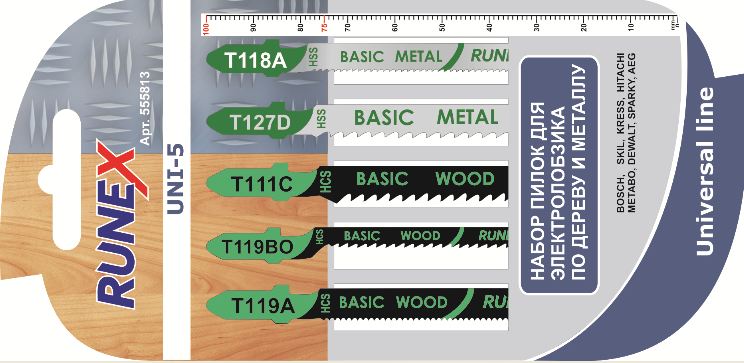 RUNEX
Арт. 555813
UNI-5
100 90 80 75 70 60 50 40 30 20 10 mm
T118A HSS BASIC METAL RUNE
T127D HSS BASIC METAL
T111C HCS BASIC WOOD
T119BO HCS BASIC WOOD RUN
T119A HCS BASIC WOOD RU
НАБОР ПИЛОК ДЛЯ
ЭЛЕКТРОЛОБЗИКА
ПО ДЕРЕВУ И МЕТАЛЛУ
BOSCH, SKIL, KRESS, HITACHI
METABO, DEWALT, SPARKY, AEG
Universal line